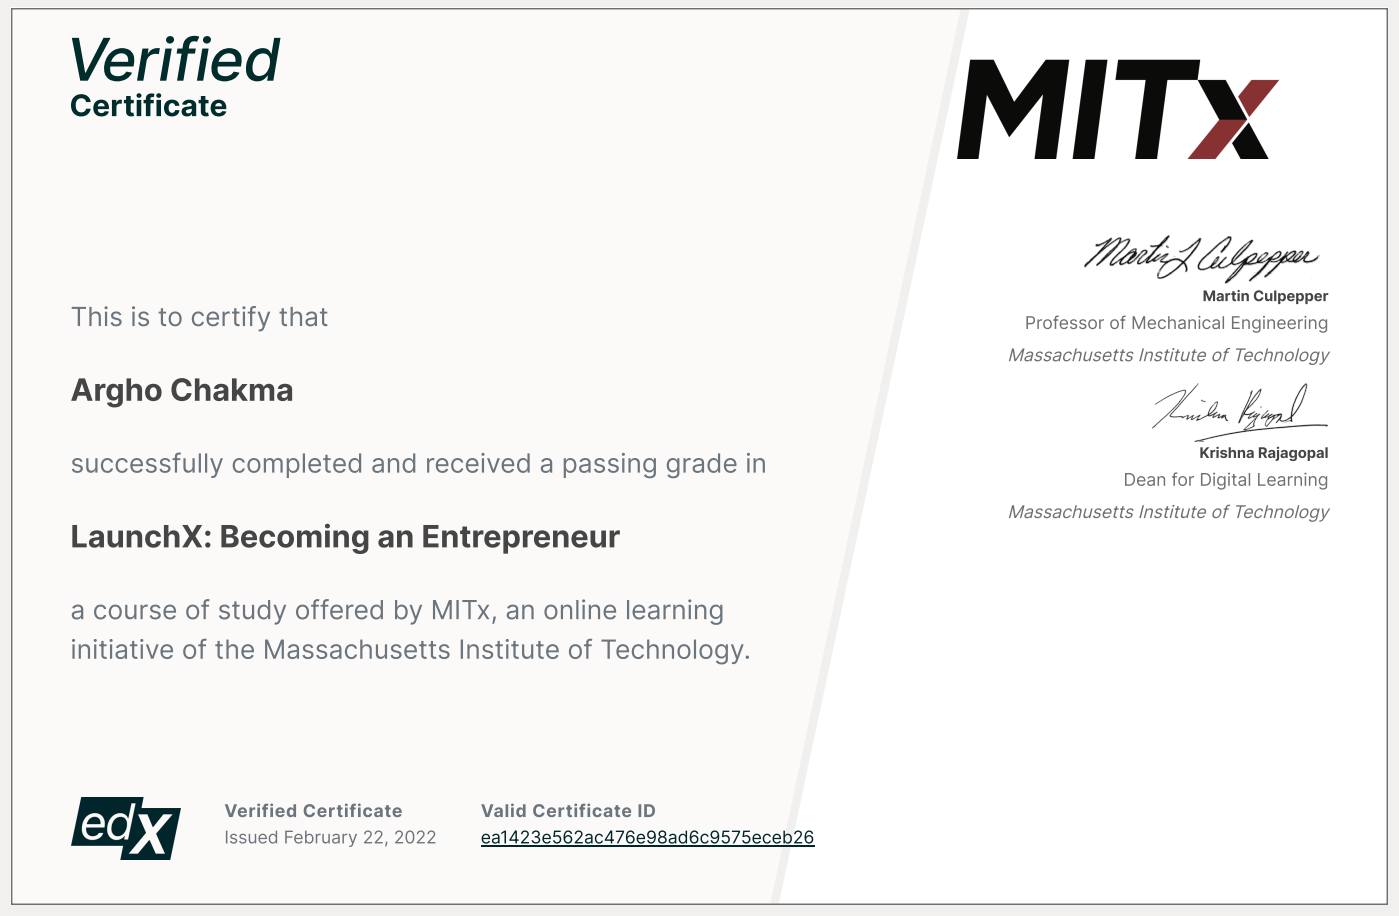 Verified
Certificate
MITx
This is to certify that
Argho Chakma
successfully completed and received a passing grade in
LaunchX: Becoming an Entrepreneur
a course of study offered by MITx, an online learning
initiative of the Massachusetts Institute of Technology.
Martin L Culpepper
Martin Culpepper
Professor of Mechanical Engineering
Massachusetts Institute of Technology
Krishna Rajagopal
Krishna Rajagopal
Dean for Digital Learning
Massachusetts Institute of Technology
edX
Verified Certificate
Issued February 22, 2022
Valid Certificate ID
ea1423e562ac476e98ad6c9575eceb26